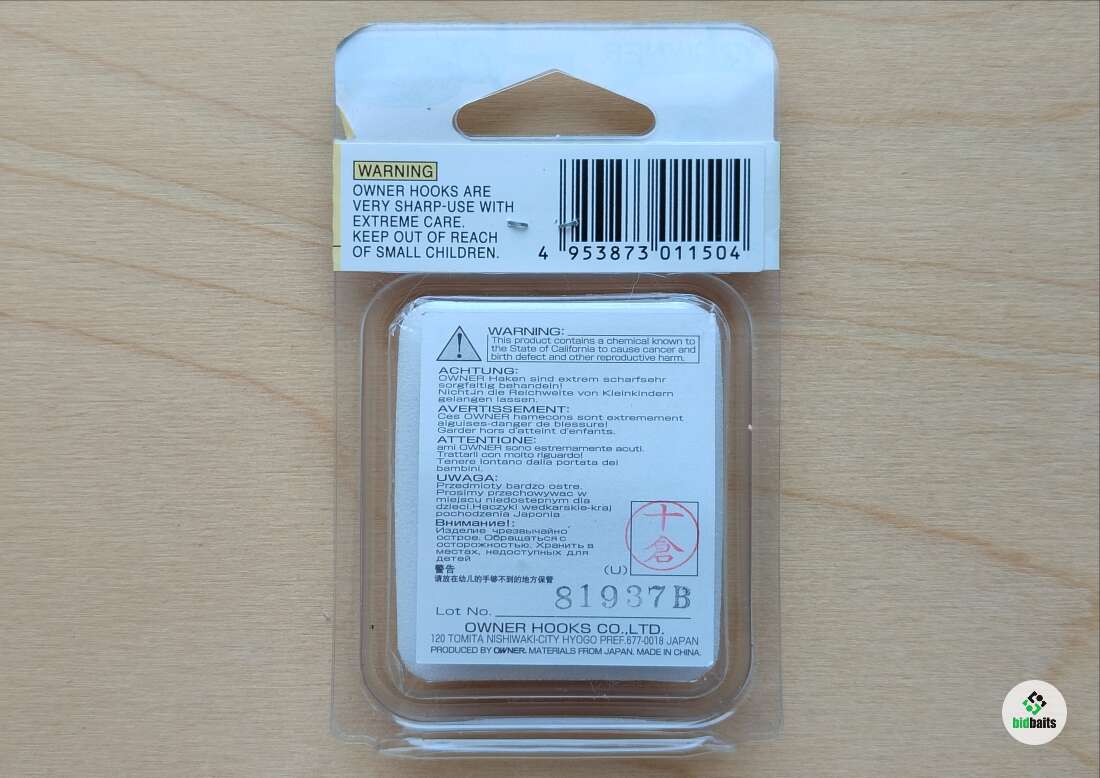 WARNING
OWNER HOOKS ARE
VERY SHARP-USE WITH
EXTREME CARE.
KEEP OUT OF REACH
OF SMALL CHILDREN.
4 953873 011504
WARNING:
This product contains a chemical known to
the State of California to cause cancer and
birth defect and other reproductive harm.
ACHTUNG:
OWNER Haken sind extrem scharfsehr
sorgfaltig behandeln!
Nicht in die Reichweite von Kleinkindern
gelangen lassen.
AVERTISSEMENT:
Ces OWNER hamecons sont extremement
aiguises-danger de blessure!
Garder hors d'atteint d'enfants.
ATTENTIONE:
ami OWNER sono estremamente acuti.
Trattarli con molto riguardo!
Tenere lontano dalla portata dei
bambini.
UWAGA:
Przedmioty bardzo ostre.
Prosimy przechowywac w
miejscu niedostepnym dla
dzieci.Haczyki wedkarskie-kraj
pochodzenia Japonia
Внимание!:
Изделие чрезвычайно
острое. Обращаться с
осторожностью. Хранить в
местах, недоступных для
детей
警告
请放在幼儿的手够不到的地方保管
十
倉
(U)
Lot No. 81937B
OWNER HOOKS CO.,LTD.
120 TOMITA NISHIWAKI-CITY HYOGO PREF.677-0018 JAPAN
PRODUCED BY OWNER. MATERIALS FROM JAPAN. MADE IN CHINA.
bidbaits